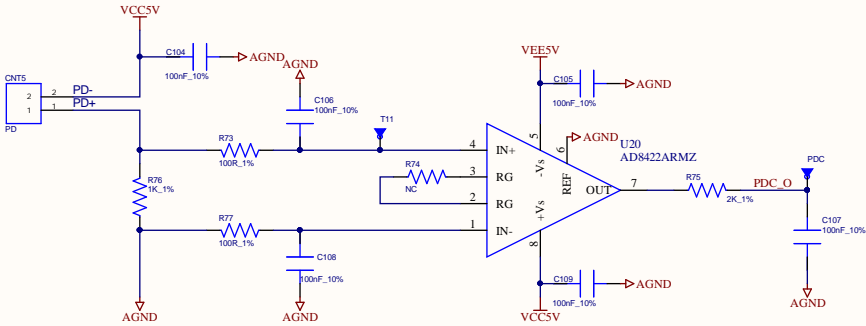 VCC5V
C104
100nF_10%
AGND
AGND
CNT5
2
1
PD
2
PD-
1
PD+
C106
100nF_10%
T11
R73
100R_1%
R76
1K_1%
R77
100R_1%
C108
100nF_10%
AGND
AGND
R74
NC
VEE5V
C105
100nF_10%
AGND
AGND
U20
AD8422ARMZ
4
IN+
3
RG
2
RG
1
IN-
5
-Vs
6
REF
OUT
7
+Vs
8
C109
100nF_10%
AGND
VCC5V
R75
2K_1%
PDC_O
PDC
C107
100nF_10%
AGND